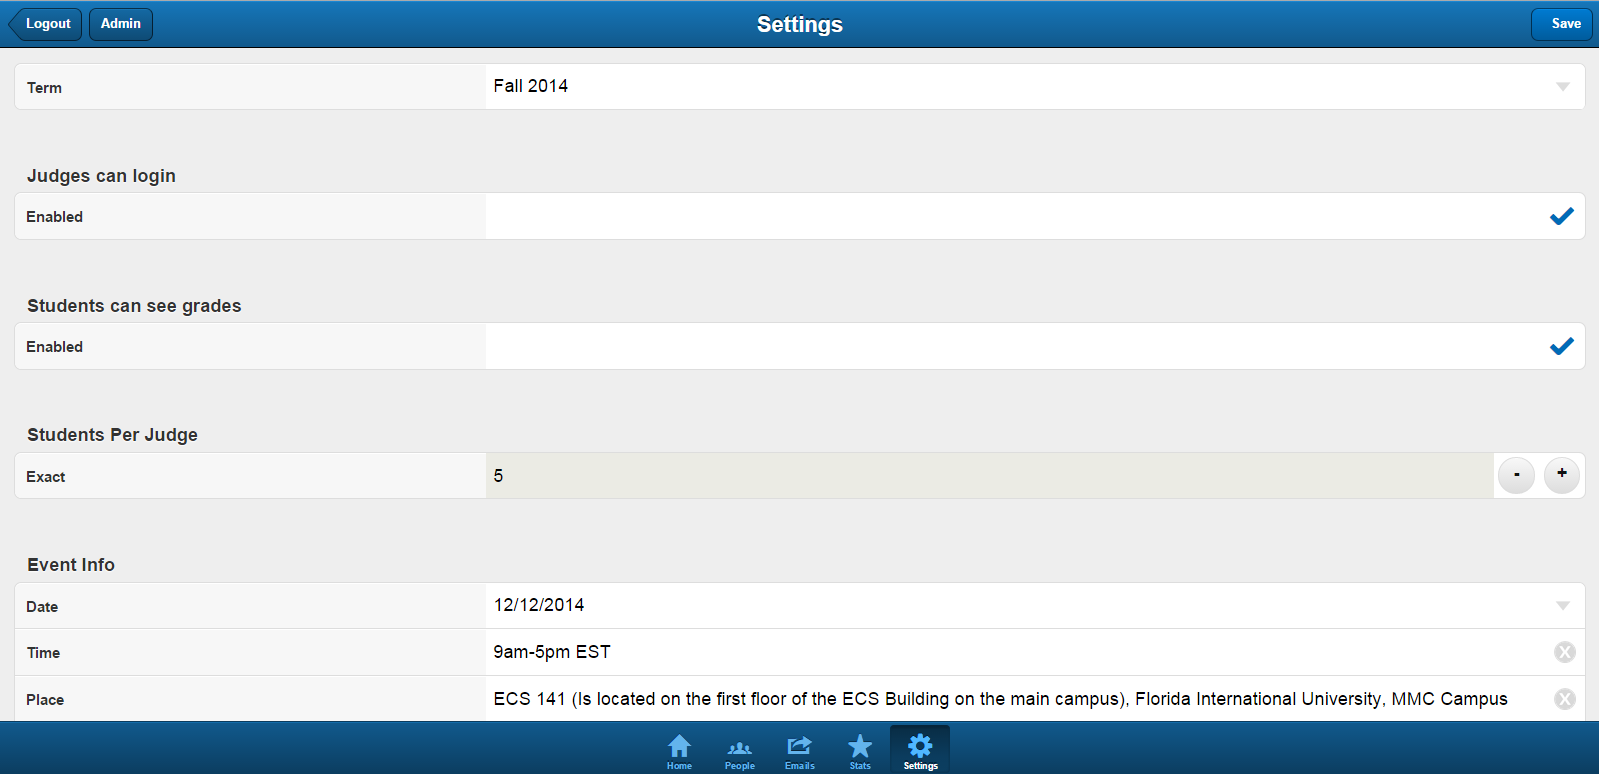 Logout Admin Settings Save
Term Fall 2014
Judges can login
Enabled
Students can see grades
Enabled
Students Per Judge
Exact 5 - +
Event Info
Date 12/12/2014
Time 9am-5pm EST X
Place ECS 141 (Is located on the first floor of the ECS Building on the main campus), Florida International University, MMC Campus X
Home People Emails Stats Settings